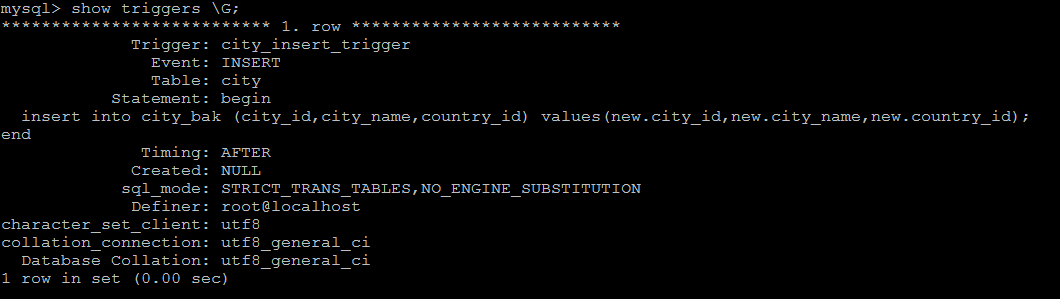 mysql> show triggers \G;
*************************** 1. row ***************************
Trigger: city_insert_trigger
Event: INSERT
Table: city
Statement: begin
insert into city_bak (city_id,city_name,country_id) values(new.city_id,new.city_name,new.country_id);
end
Timing: AFTER
Created: NULL
sql_mode: STRICT_TRANS_TABLES,NO_ENGINE_SUBSTITUTION
Definer: root@localhost
character_set_client: utf8
collation_connection: utf8_general_ci
Database Collation: utf8_general_ci
1 row in set (0.00 sec)